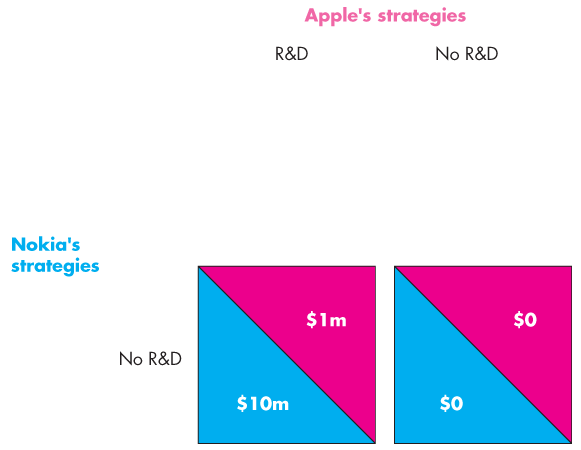 Apple's strategies
R&D No R&D
Nokia's
strategies
$1m $0
No R&D
$10m $0